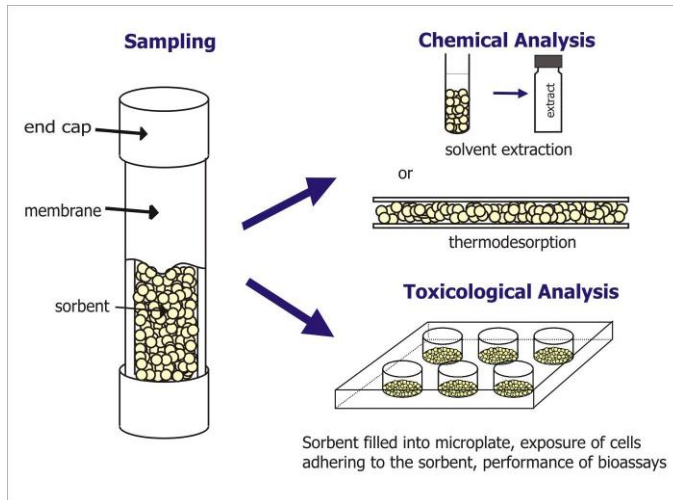 Sampling
end cap
membrane
sorbent
Chemical Analysis
extract
solvent extraction
or
thermodesorption
Toxicological Analysis
Sorbent filled into microplate, exposure of cells
adhering to the sorbent, performance of bioassays